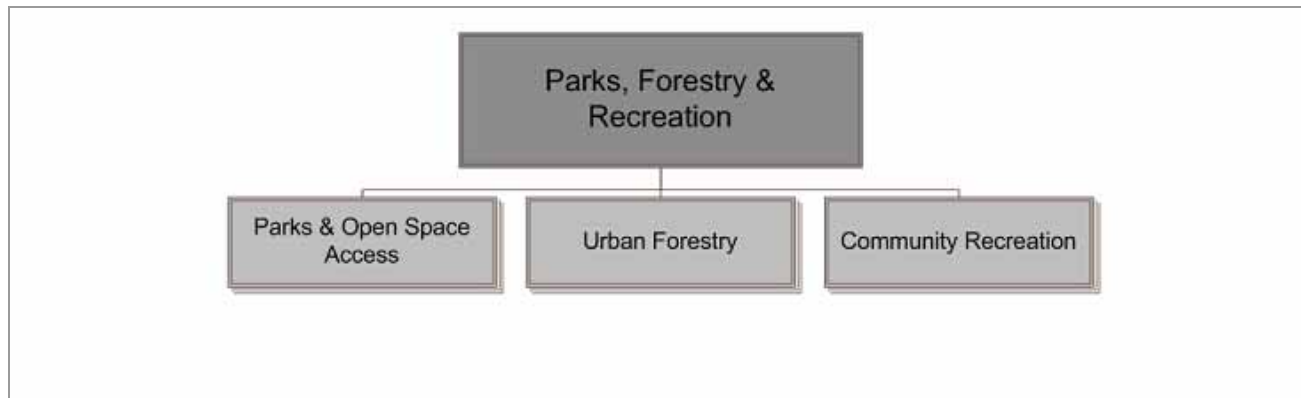 Parks, Forestry &
Recreation
Parks & Open Space
Access
Urban Forestry
Community Recreation